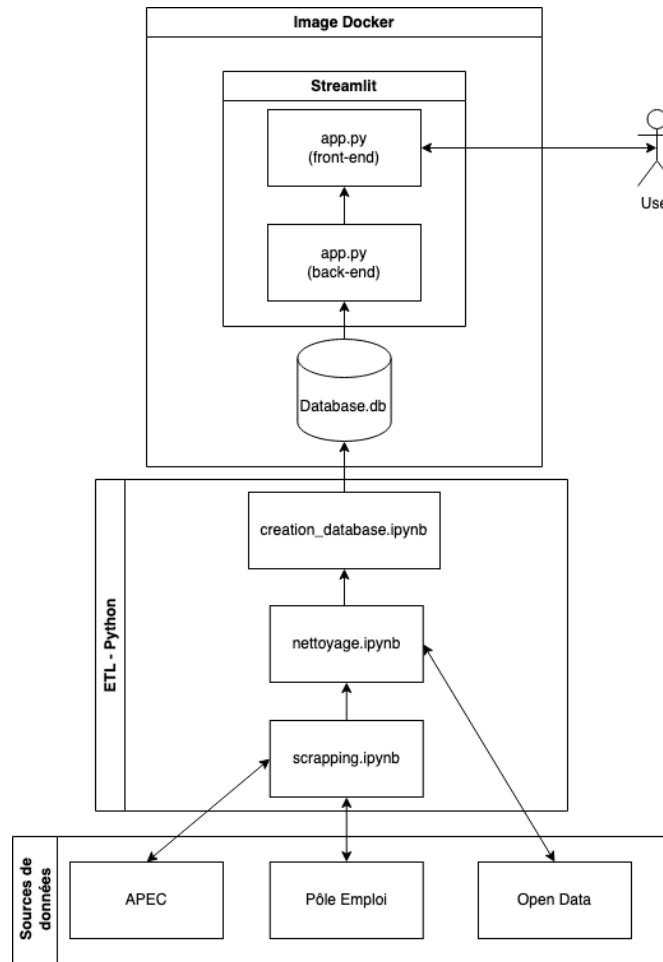 Image Docker
Streamlit
app.py
(front-end)
Use
app.py
(back-end)
Database.db
ETL - Python
creation_database.ipynb
nettoyage.ipynb
scrapping.ipynb
Sources de
données
APEC
Pôle Emploi
Open Data